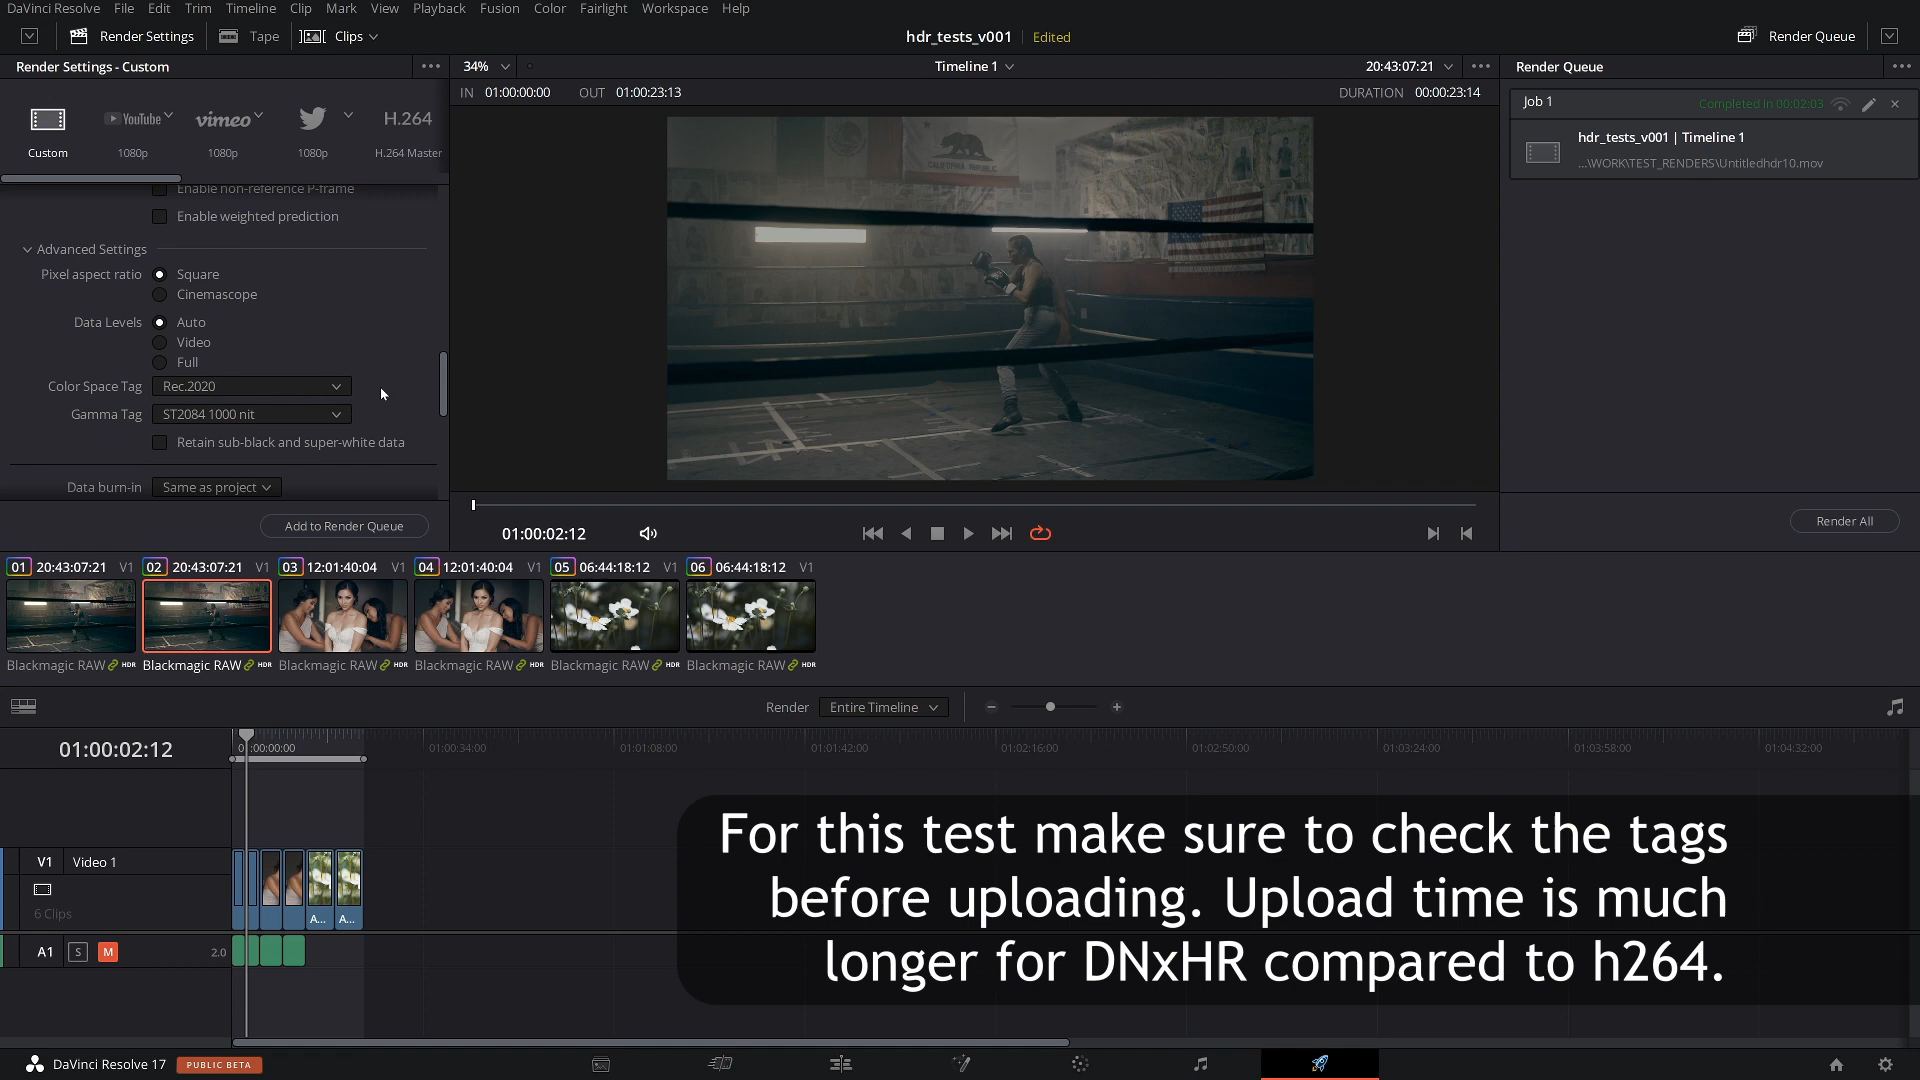 DaVinci Resolve File Edit Trim Timeline Clip Mark View Playback Fusion Color Fairlight Workspace Help
Render Settings Tape Clips hdr_tests_v001 Edited Render Queue
Render Settings - Custom 34% Timeline 1 20:43:07:21 Render Queue
IN 01:00:00:00 OUT 01:00:23:13 DURATION 00:00:23:14
Job 1 Completed in 00:02:03
hdr_tests_v001 | Timeline 1
...\WORK\TEST_RENDERS\Untitledhdr10.mov
YouTube vimeo H.264
Custom 1080p 1080p 1080p H.264 Master
CALIFORNIA REPUBLIC
Enable non-reference P-frame
Enable weighted prediction
Advanced Settings
Pixel aspect ratio Square
Cinemascope
Data Levels Auto
Video
Full
Color Space Tag Rec.2020
Gamma Tag ST2084 1000 nit
Retain sub-black and super-white data
Data burn-in Same as project
Add to Render Queue
01:00:02:12
Render All
01 20:43:07:21 V1 02 20:43:07:21 V1 03 12:01:40:04 V1 04 12:01:40:04 V1 05 06:44:18:12 V1 06 06:44:18:12 V1
Blackmagic RAW HDR Blackmagic RAW HDR Blackmagic RAW HDR Blackmagic RAW HDR Blackmagic RAW HDR Blackmagic RAW HDR
Render Entire Timeline
01:00:02:12
01:00:34:00 01:01:08:00 01:01:42:00 01:02:16:00 01:02:50:00 01:03:24:00 01:03:58:00 01:04:32:00
V1 Video 1
6 Clips
A... A...
A1 S M 2.0
For this test make sure to check the tags
before uploading. Upload time is much
longer for DNxHR compared to h264.
DaVinci Resolve 17 PUBLIC BETA